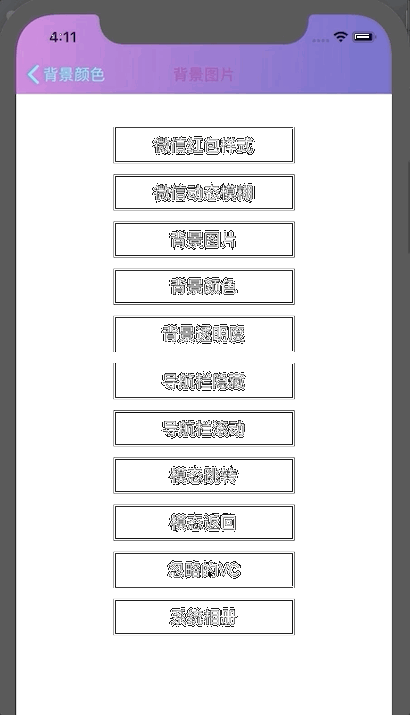 4:11
背景颜色
背景图片
微信红包样式
微信动态模糊
背景图片
背景颜色
背景透明度
导航栏隐藏
导航栏滚动
模态跳转
模态返回
忽略的VC
系统相册